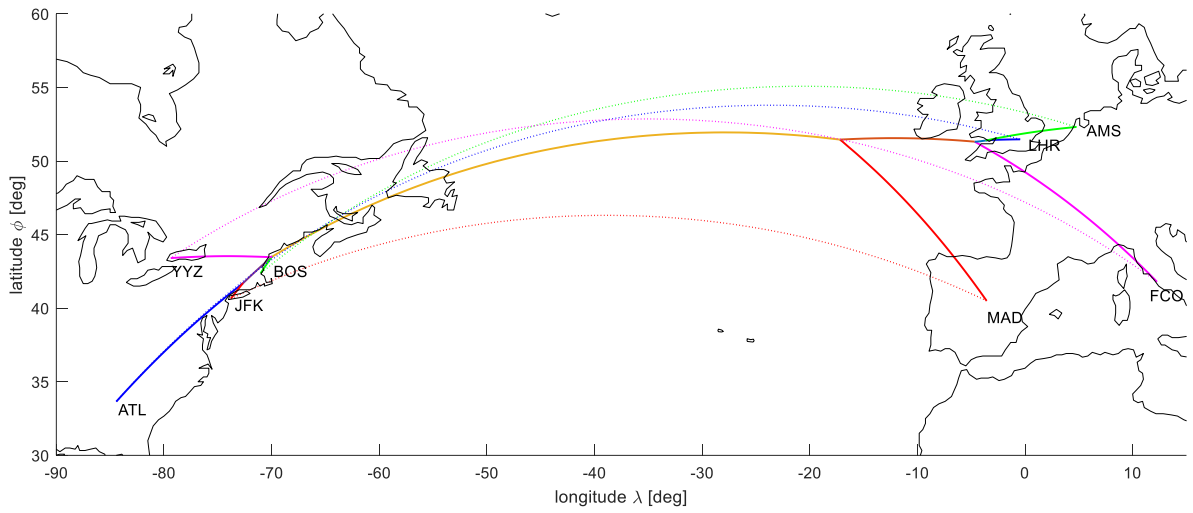 60
55
50
45
40
35
30
latitude ϕ [deg]
AMS
LHR
YYZ
BOS
JFK
FCO
MAD
ATL
-90 -80 -70 -60 -50 -40 -30 -20 -10 0 10
longitude λ [deg]